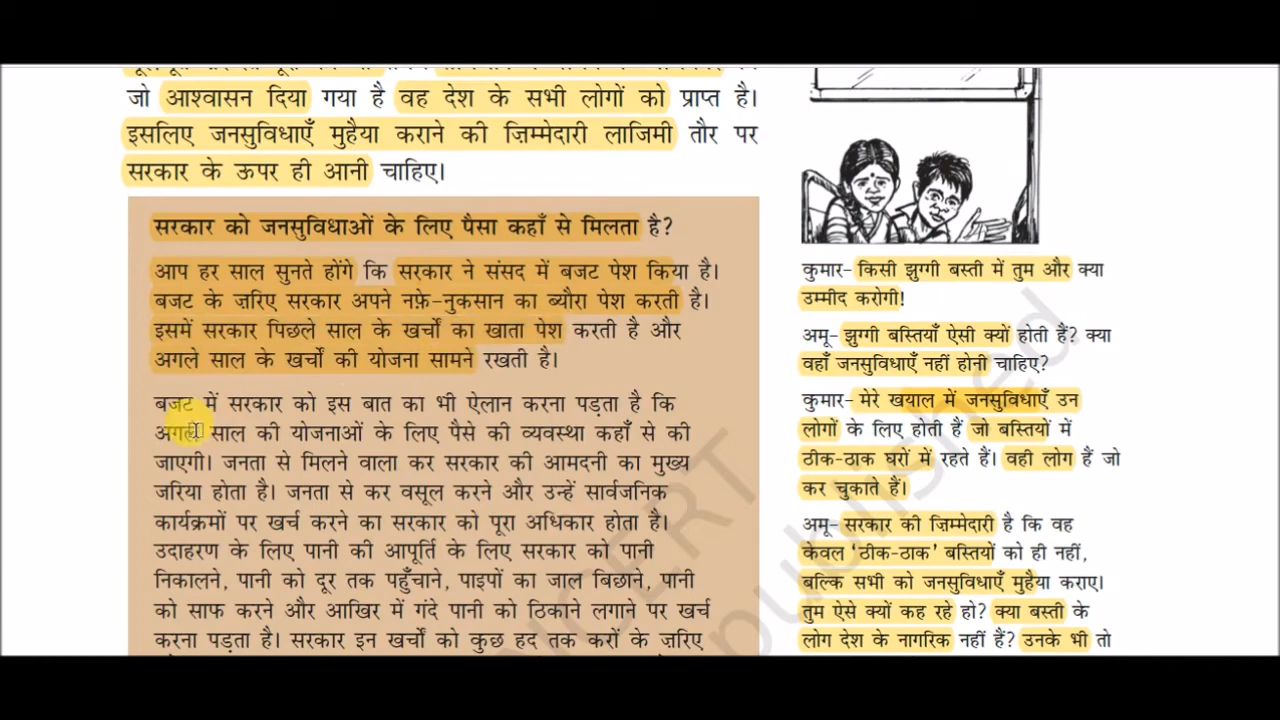 जो आश्वासन दिया गया है वह देश के सभी लोगों को प्राप्त है।
इसलिए जनसुविधाएँ मुहैया कराने की ज़िम्मेदारी लाजिमी तौर पर
सरकार के ऊपर ही आनी चाहिए।
सरकार को जनसुविधाओं के लिए पैसा कहाँ से मिलता है?
आप हर साल सुनते होंगे कि सरकार ने संसद में बजट पेश किया है।
बजट के ज़रिए सरकार अपने नफ़े-नुकसान का ब्यौरा पेश करती है।
इसमें सरकार पिछले साल के खर्चों का खाता पेश करती है और
अगले साल के खर्चों की योजना सामने रखती है।
बजट में सरकार को इस बात का भी ऐलान करना पड़ता है कि
अगले साल की योजनाओं के लिए पैसे की व्यवस्था कहाँ से की
जाएगी। जनता से मिलने वाला कर सरकार की आमदनी का मुख्य
जरिया होता है। जनता से कर वसूल करने और उन्हें सार्वजनिक
कार्यक्रमों पर खर्च करने का सरकार को पूरा अधिकार होता है।
उदाहरण के लिए पानी की आपूर्ति के लिए सरकार को पानी
निकालने, पानी को दूर तक पहुँचाने, पाइपों का जाल बिछाने, पानी
को साफ करने और आखिर में गंदे पानी को ठिकाने लगाने पर खर्च
करना पड़ता है। सरकार इन खर्चों को कुछ हद तक करों के ज़रिए
कुमार- किसी झुग्गी बस्ती में तुम और क्या
उम्मीद करोगी!
अमू- झुग्गी बस्तियाँ ऐसी क्यों होती हैं? क्या
वहाँ जनसुविधाएँ नहीं होनी चाहिए?
कुमार- मेरे खयाल में जनसुविधाएँ उन
लोगों के लिए होती हैं जो बस्तियों में
ठीक-ठाक घरों में रहते हैं। वही लोग हैं जो
कर चुकाते हैं।
अमू- सरकार की ज़िम्मेदारी है कि वह
केवल ‘ठीक-ठाक’ बस्तियों को ही नहीं,
बल्कि सभी को जनसुविधाएँ मुहैया कराए।
तुम ऐसे क्यों कह रहे हो? क्या बस्ती के
लोग देश के नागरिक नहीं हैं? उनके भी तो
NCERT
published